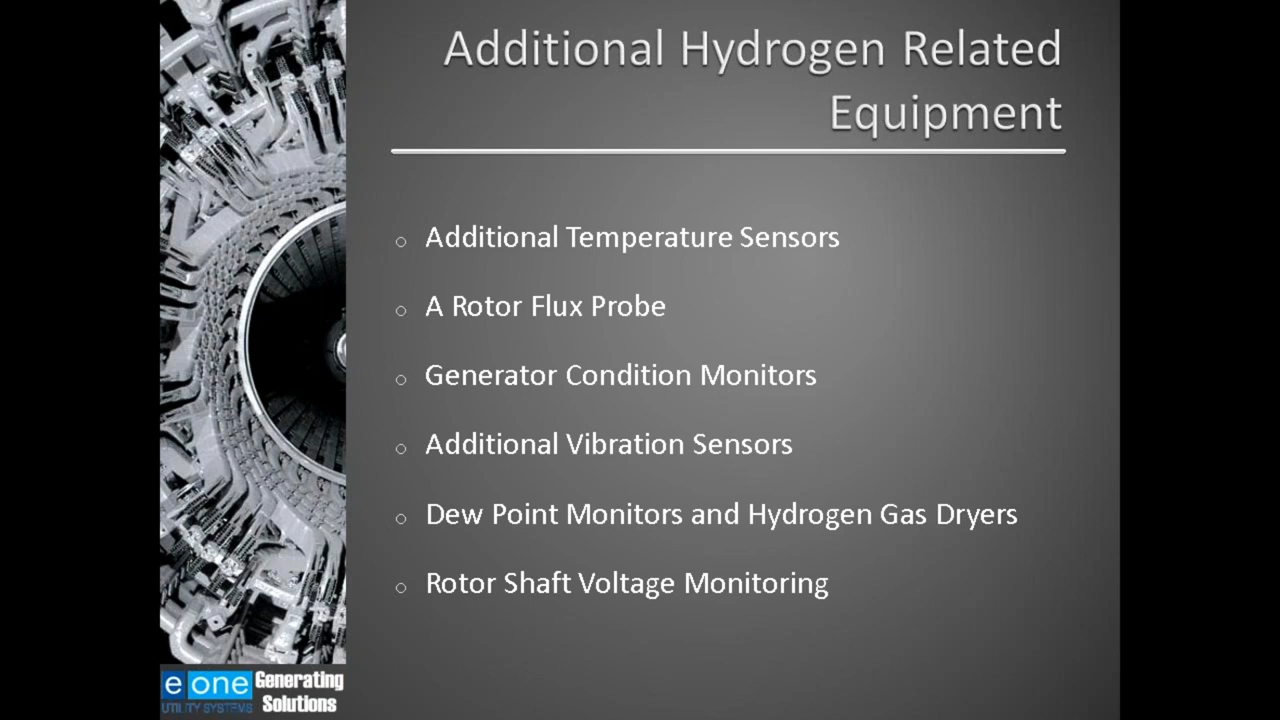 Additional Hydrogen Related
Equipment
Additional Temperature Sensors
A Rotor Flux Probe
Generator Condition Monitors
Additional Vibration Sensors
Dew Point Monitors and Hydrogen Gas Dryers
Rotor Shaft Voltage Monitoring
e one
UTILITY SYSTEMS
Generating
Solutions